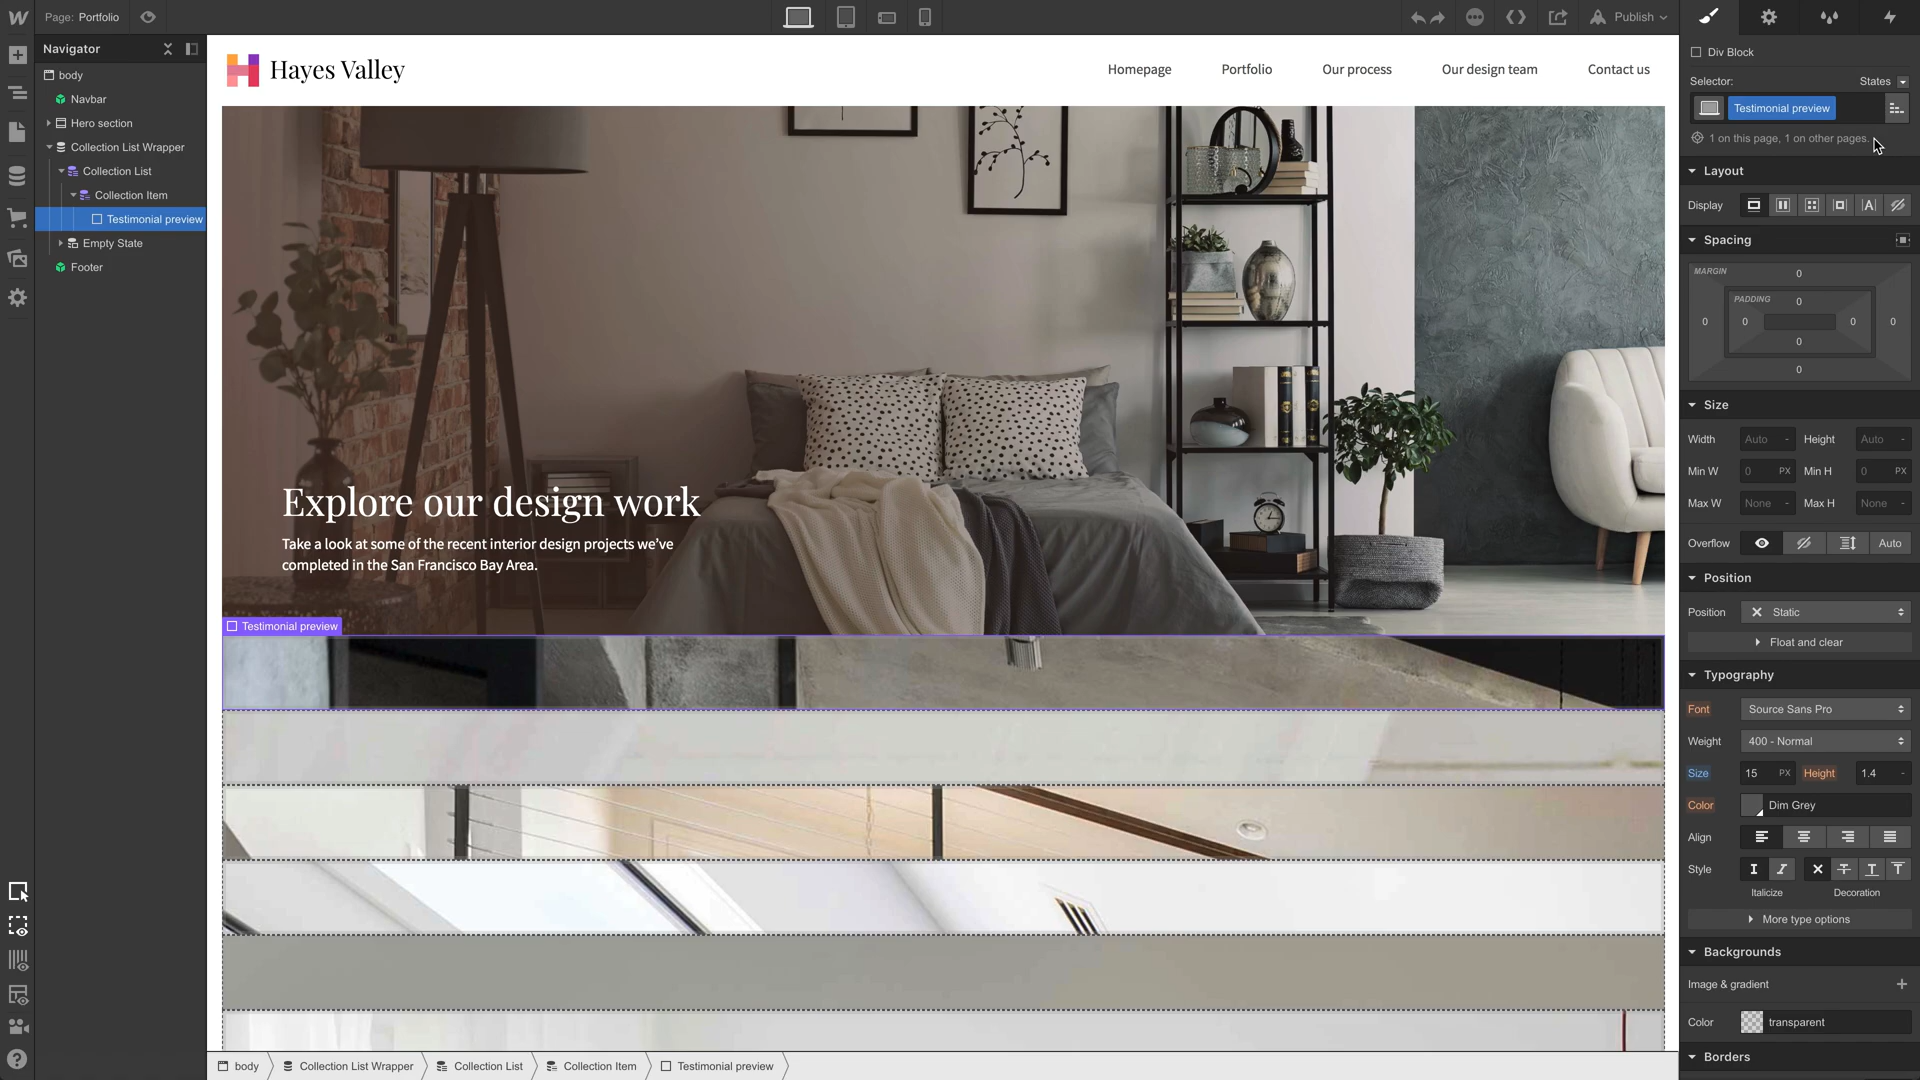 Page: Portfolio
Publish
Navigator
body
Navbar
Hero section
Collection List Wrapper
Collection List
Collection Item
Testimonial preview
Empty State
Footer
Hayes Valley
Homepage
Portfolio
Our process
Our design team
Contact us
Explore our design work
Take a look at some of the recent interior design projects we've
completed in the San Francisco Bay Area.
Testimonial preview
body
Collection List Wrapper
Collection List
Collection Item
Testimonial preview
Div Block
Selector:
States
Testimonial preview
1 on this page, 1 on other pages.
Layout
Display
Spacing
MARGIN
0
PADDING
0
0
0
0
0
0
0
Size
Width
Auto -
Height
Auto -
Min W
0 PX
Min H
0 PX
Max W
None -
Max H
None -
Overflow
Auto
Position
Position
Static
Float and clear
Typography
Font
Source Sans Pro
Weight
400 - Normal
Size
15 PX
Height
1.4 -
Color
Dim Grey
Align
Style
Italicize
Decoration
More type options
Backgrounds
Image & gradient
Color
transparent
Borders